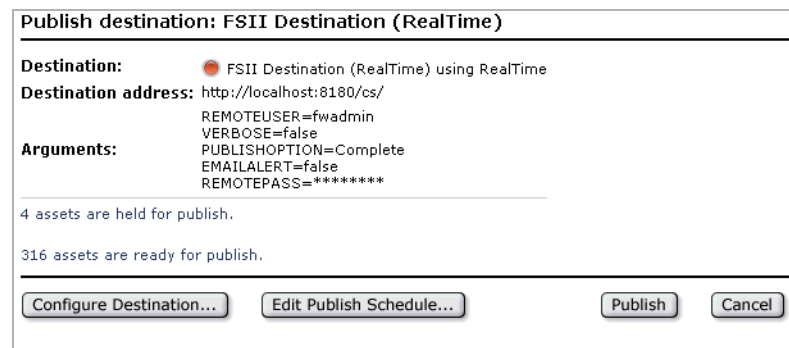 Publish destination: FSII Destination (RealTime)
Destination: FSII Destination (RealTime) using RealTime
Destination address: http://localhost:8180/cs/
Arguments: REMOTEUSER=fwadmin
VERBOSE=false
PUBLISHOPTION=Complete
EMAILALERT=false
REMOTEPASS=********
4 assets are held for publish.
316 assets are ready for publish.
Configure Destination... Edit Publish Schedule... Publish Cancel